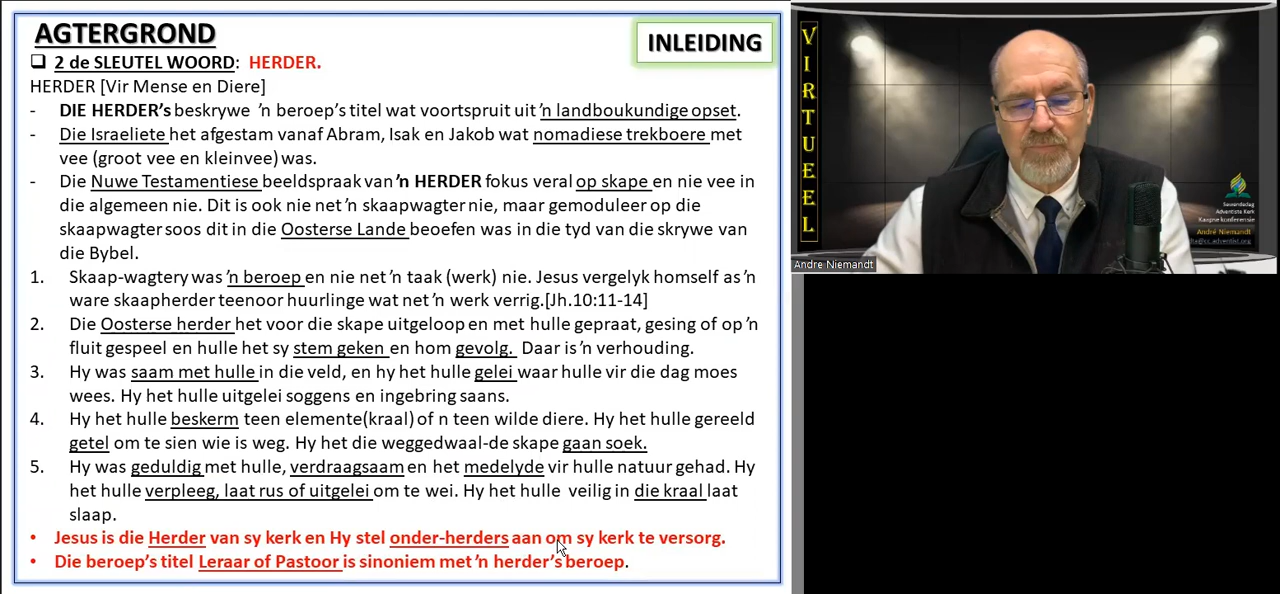 AGTERGROND
INLEIDING
❑ 2 de SLEUTEL WOORD: HERDER.
HERDER [Vir Mense en Diere]
- DIE HERDER's beskrywe 'n beroep's titel wat voortspruit uit 'n landboukundige opset.
- Die Israeliete het afgestam vanaf Abram, Isak en Jakob wat nomadiese trekboere met
vee (groot vee en kleinvee) was.
- Die Nuwe Testamentiese beeldspraak van 'n HERDER fokus veral op skape en nie vee in
die algemeen nie. Dit is ook nie net 'n skaapwagter nie, maar gemoduleer op die
skaapwagter soos dit in die Oosterse Lande beoefen was in die tyd van die skrywe van
die Bybel.
1. Skaap-wagtery was 'n beroep en nie net 'n taak (werk) nie. Jesus vergelyk homself as 'n
ware skaapherder teenoor huurlinge wat net 'n werk verrig.[Jh.10:11-14]
2. Die Oosterse herder het voor die skape uitgeloop en met hulle gepraat, gesing of op 'n
fluit gespeel en hulle het sy stem geken en hom gevolg. Daar is 'n verhouding.
3. Hy was saam met hulle in die veld, en hy het hulle gelei waar hulle vir die dag moes
wees. Hy het hulle uitgelei soggens en ingebring saans.
4. Hy het hulle beskerm teen elemente(kraal) of n teen wilde diere. Hy het hulle gereeld
getel om te sien wie is weg. Hy het die weggedwaal-de skape gaan soek.
5. Hy was geduldig met hulle, verdraagsaam en het medelyde vir hulle natuur gehad. Hy
het hulle verpleeg, laat rus of uitgelei om te wei. Hy het hulle veilig in die kraal laat
slaap.
• Jesus is die Herder van sy kerk en Hy stel onder-herders aan om sy kerk te versorg.
• Die beroep's titel Leraar of Pastoor is sinoniem met 'n herder's beroep.
VIRTUEEL
Sewendedag
Adventiste Kerk
Kaapse konferensie
André Niemandt
@cc.adventist.org
Andre Niemandt